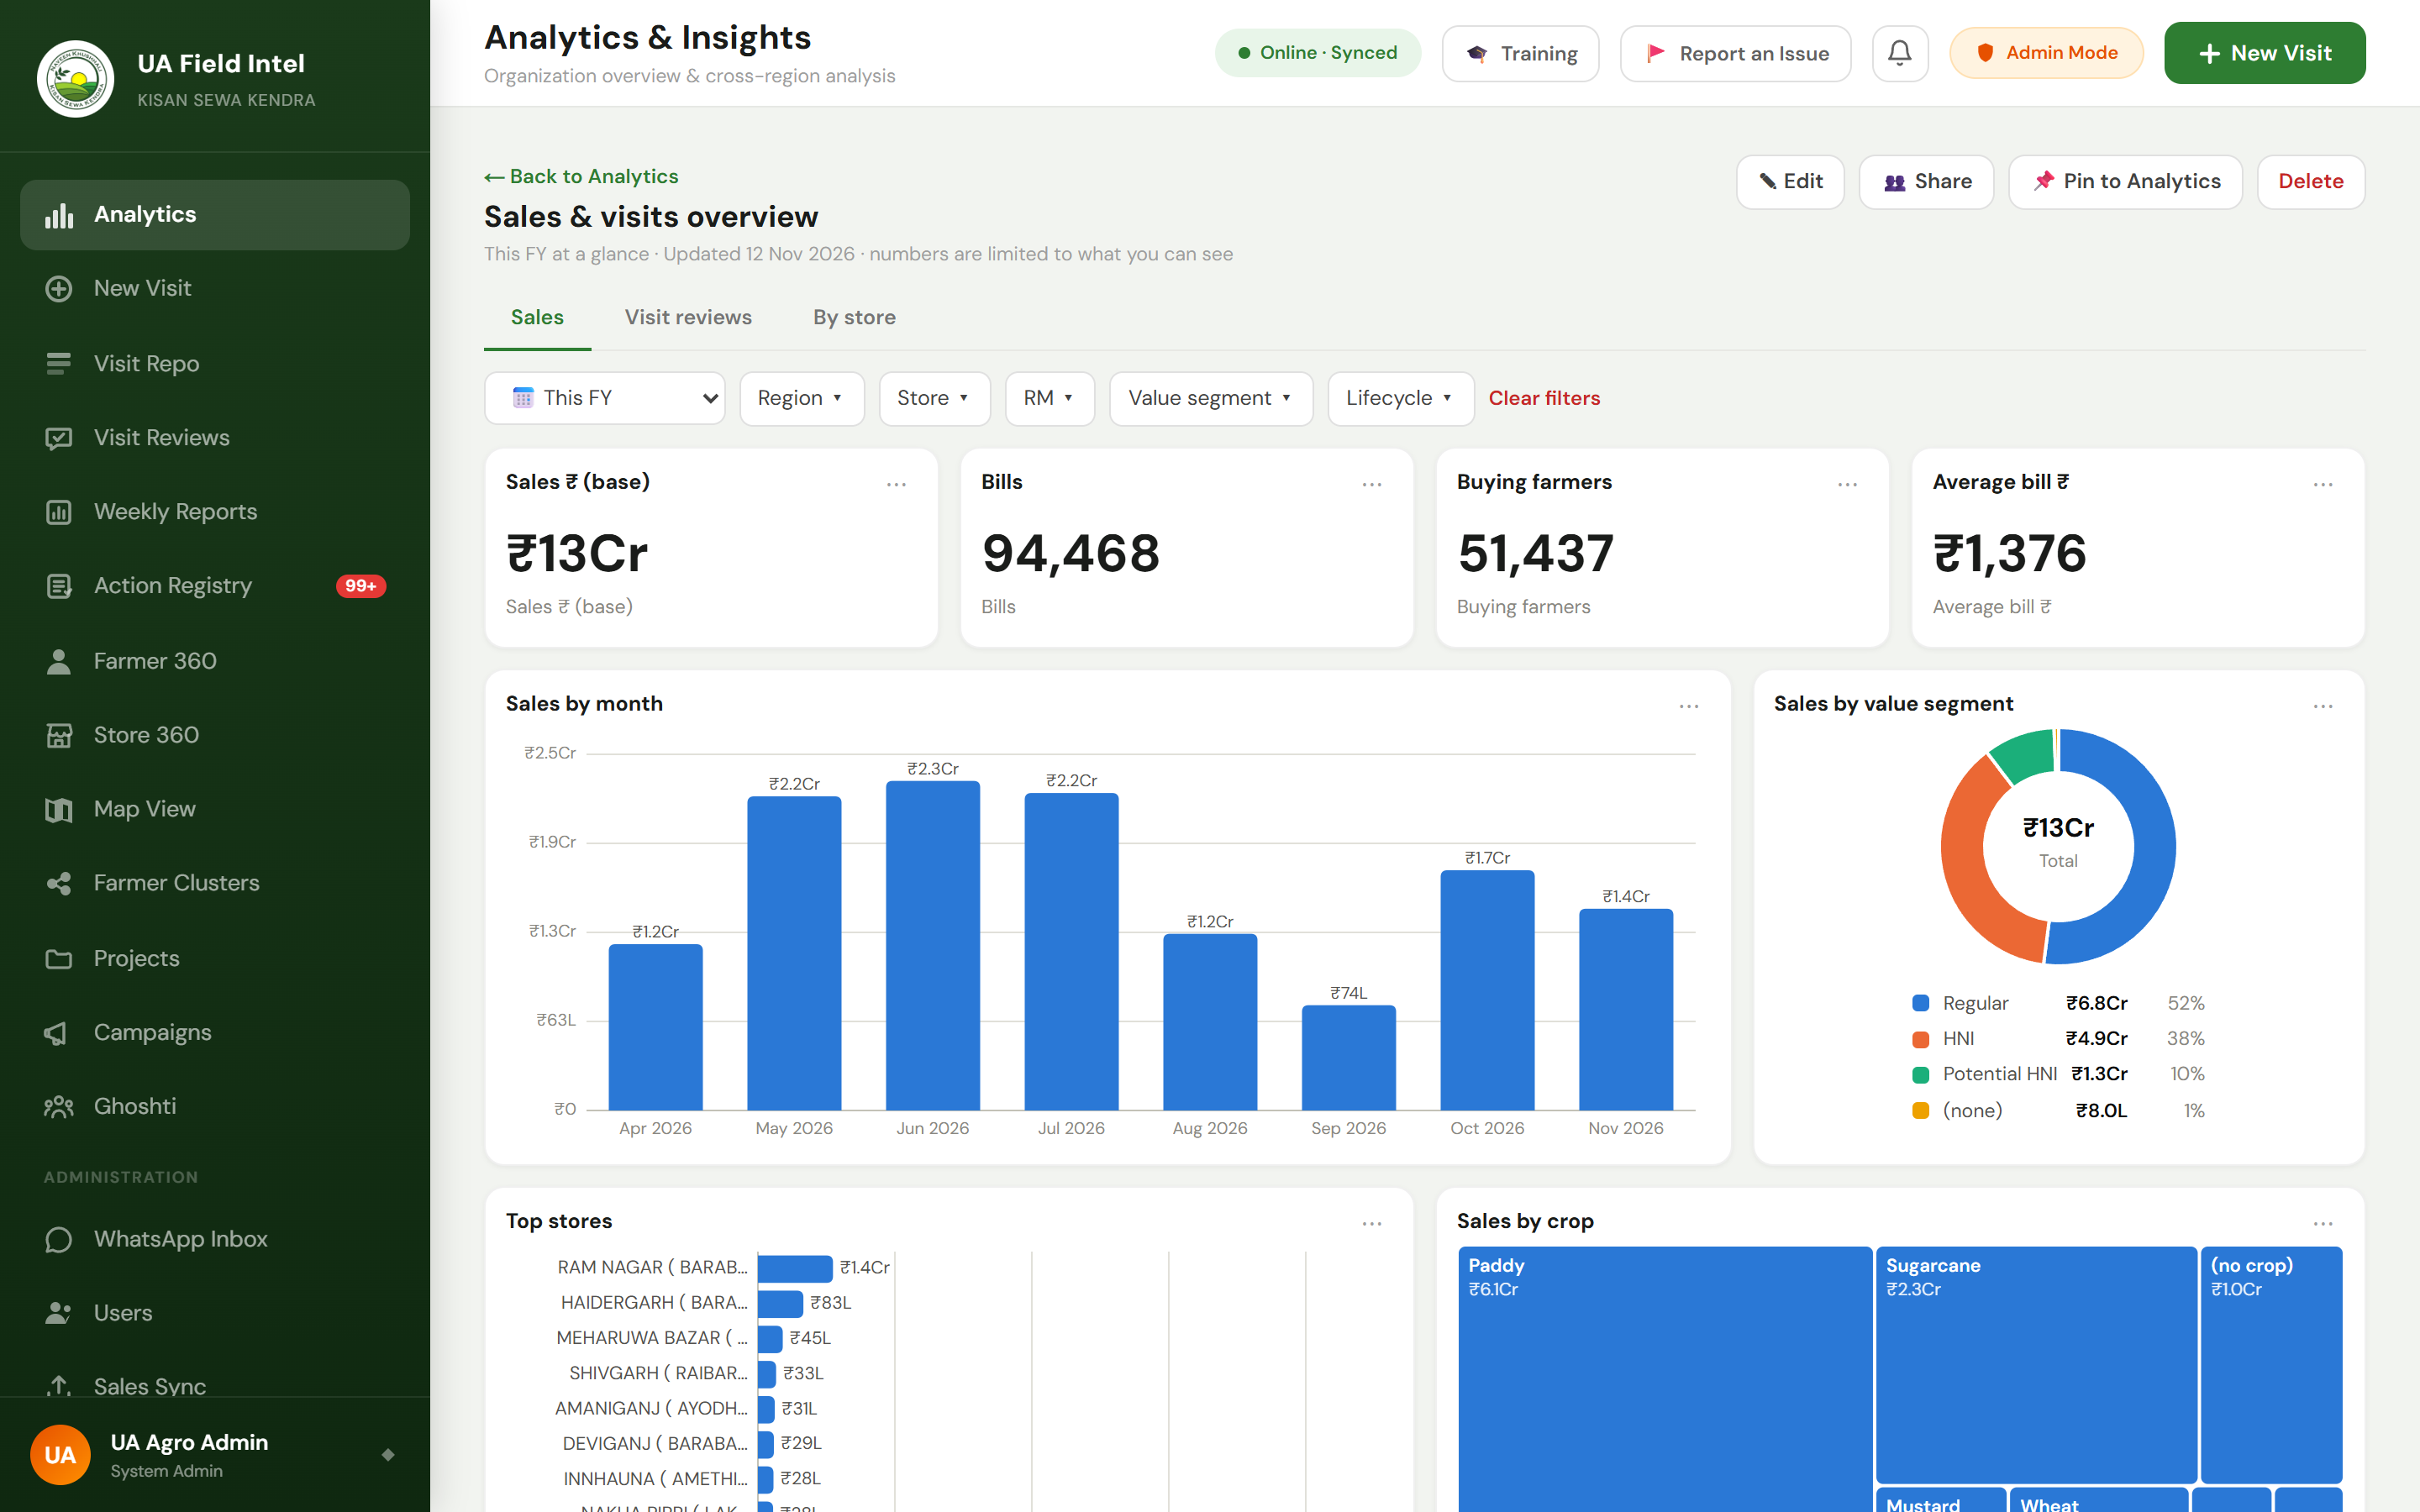 UA Field Intel
KISAN SEWA KENDRA
Analytics
New Visit
Visit Repo
Visit Reviews
Weekly Reports
Action Registry
99+
Farmer 360
Store 360
Map View
Farmer Clusters
Projects
Campaigns
Ghoshti
ADMINISTRATION
WhatsApp Inbox
Users
Sales Sync
UA
UA Agro Admin
System Admin
Analytics & Insights
Organization overview & cross-region analysis
Online · Synced
Training
Report an Issue
Admin Mode
+ New Visit
← Back to Analytics
Sales & visits overview
This FY at a glance · Updated 12 Nov 2026 · numbers are limited to what you can see
Edit
Share
Pin to Analytics
Delete
Sales
Visit reviews
By store
This FY
Region ▾
Store ▾
RM ▾
Value segment ▾
Lifecycle ▾
Clear filters
Sales ₹ (base) ...
₹13Cr
Sales ₹ (base)
Bills ...
94,468
Bills
Buying farmers ...
51,437
Buying farmers
Average bill ₹ ...
₹1,376
Average bill ₹
Sales by month ...
₹2.5Cr
₹1.9Cr
₹1.3Cr
₹63L
₹0
₹1.2Cr
₹2.2Cr
₹2.3Cr
₹2.2Cr
₹1.2Cr
₹74L
₹1.7Cr
₹1.4Cr
Apr 2026
May 2026
Jun 2026
Jul 2026
Aug 2026
Sep 2026
Oct 2026
Nov 2026
Sales by value segment ...
₹13Cr
Total
Regular ₹6.8Cr 52%
HNI ₹4.9Cr 38%
Potential HNI ₹1.3Cr 10%
(none) ₹8.0L 1%
Top stores ...
RAM NAGAR ( BARAB... ₹1.4Cr
HAIDERGARH ( BARA... ₹83L
MEHARUWA BAZAR ( ... ₹45L
SHIVGARH ( RAIBAR... ₹33L
AMANIGANJ ( AYODH... ₹31L
DEVIGANJ ( BARABA... ₹29L
INNHAUNA ( AMETHI... ₹28L
Sales by crop ...
Paddy
₹6.1Cr
Sugarcane
₹2.3Cr
(no crop)
₹1.0Cr
Mustard
Wheat